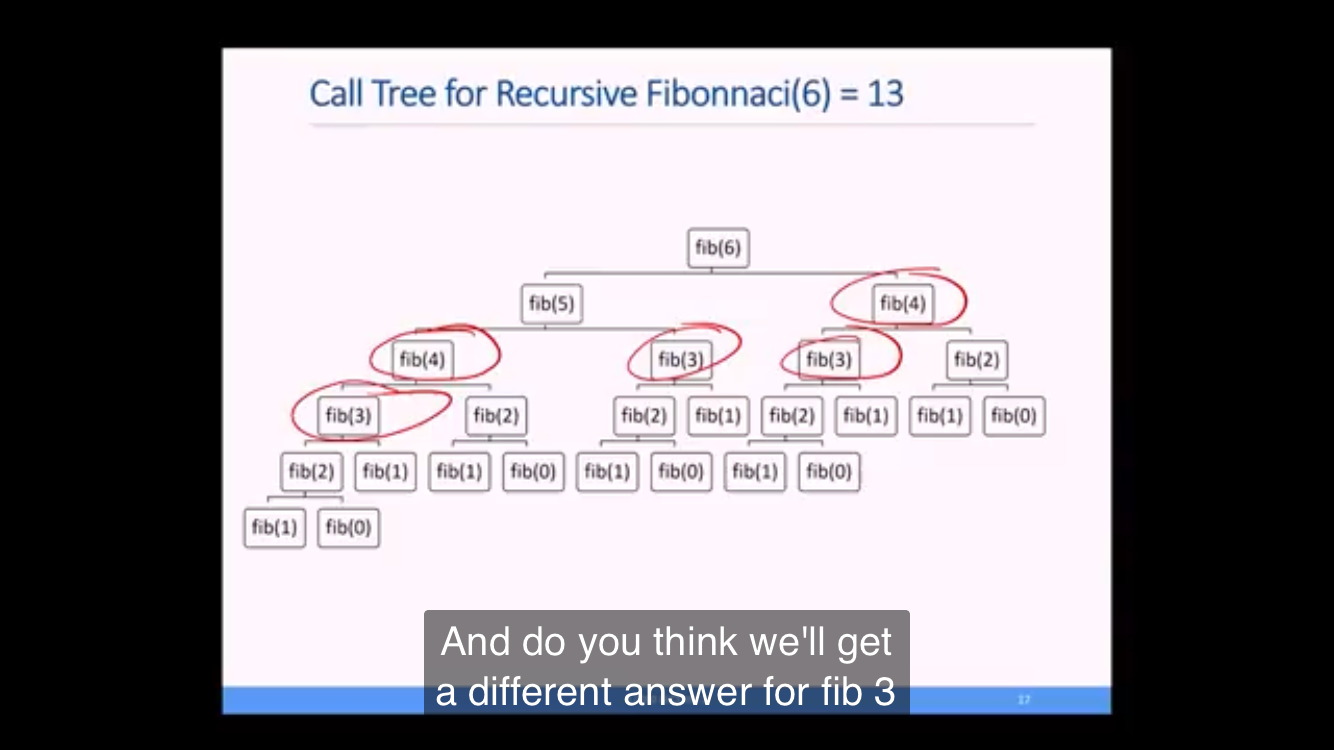 Call Tree for Recursive Fibonnaci(6) = 13
fib(6)
fib(5) fib(4)
fib(4) fib(3) fib(3) fib(2)
fib(3) fib(2) fib(2) fib(1) fib(2) fib(1) fib(1) fib(0)
fib(2) fib(1) fib(1) fib(0) fib(1) fib(0) fib(1) fib(0)
fib(1) fib(0)
And do you think we'll get
a different answer for fib 3
17